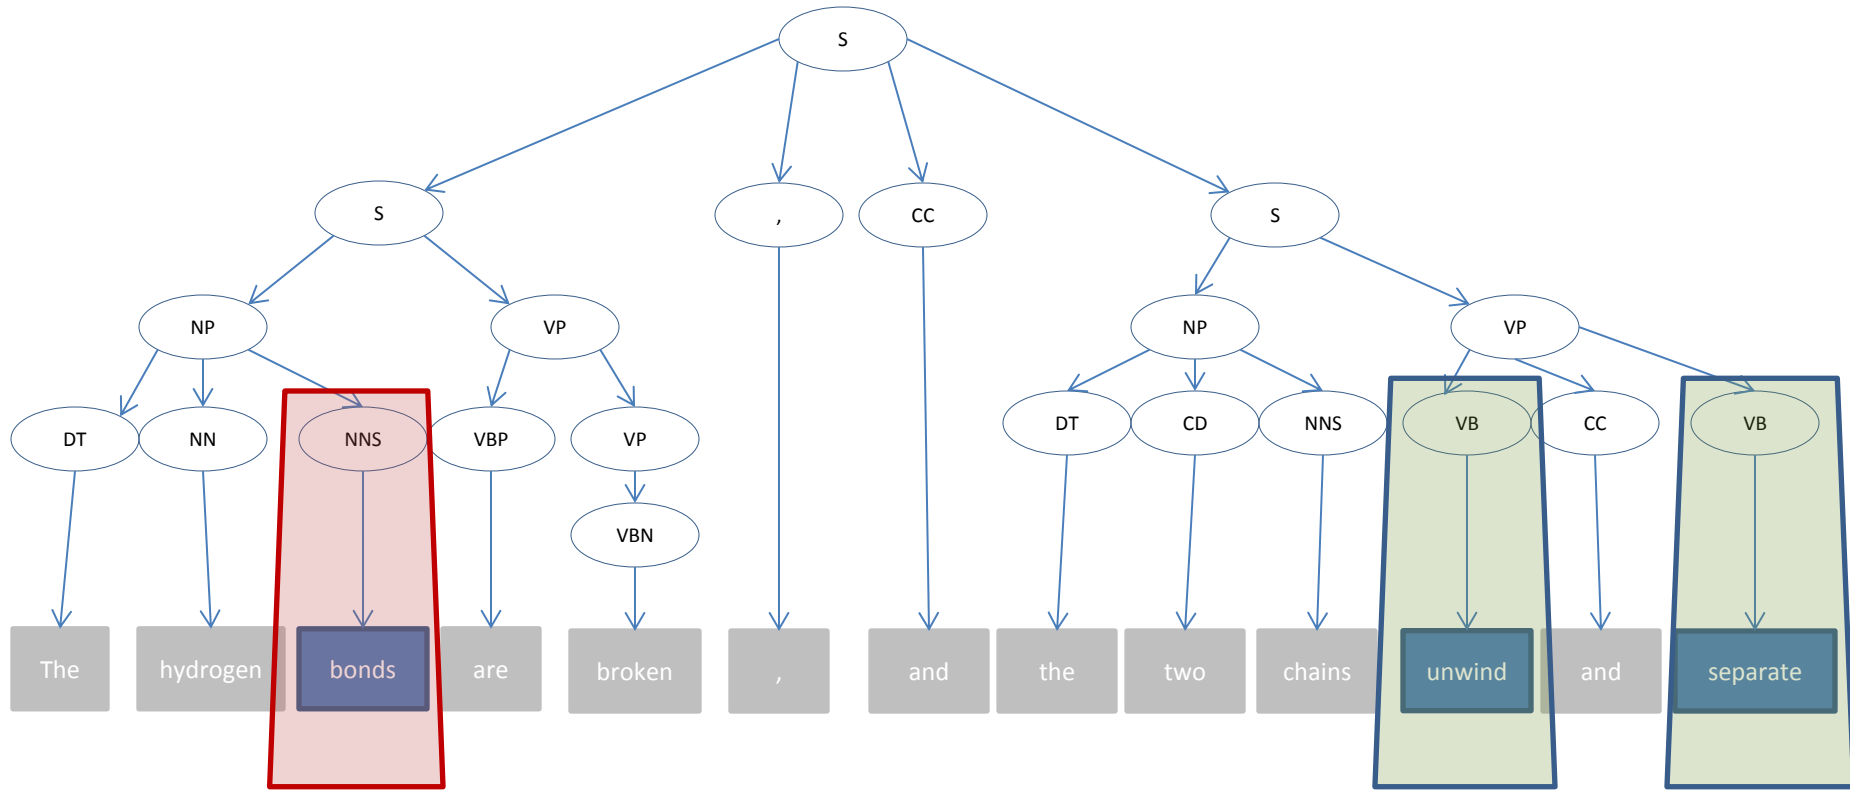 S
S , CC S
NP VP NP VP
DT NN NNS VBP VP DT CD NNS VB CC VB
VBN
The hydrogen bonds are broken , and the two chains unwind and separate